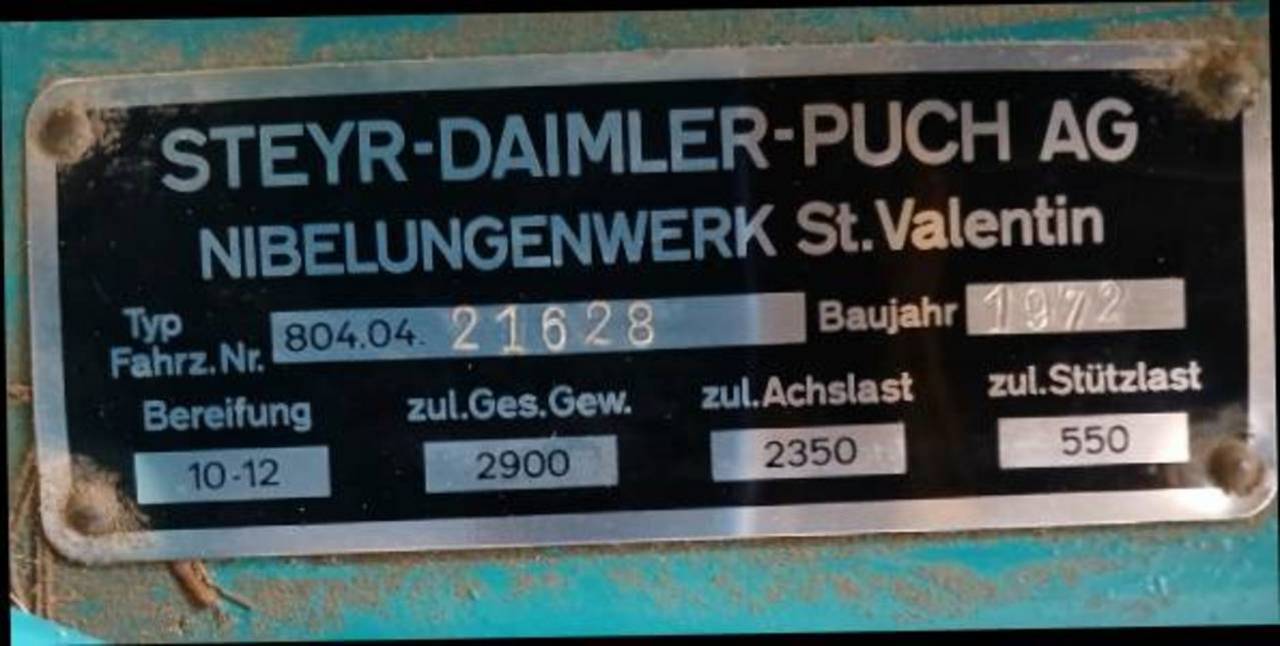 STEYR-DAIMLER-PUCH AG
NIBELUNGENWERK St. Valentin
Typ Fahrz.Nr. 804.04. 21628 Baujahr 1972
Bereifung zul.Ges.Gew. zul.Achslast zul.Stützlast
10-12 2900 2350 550